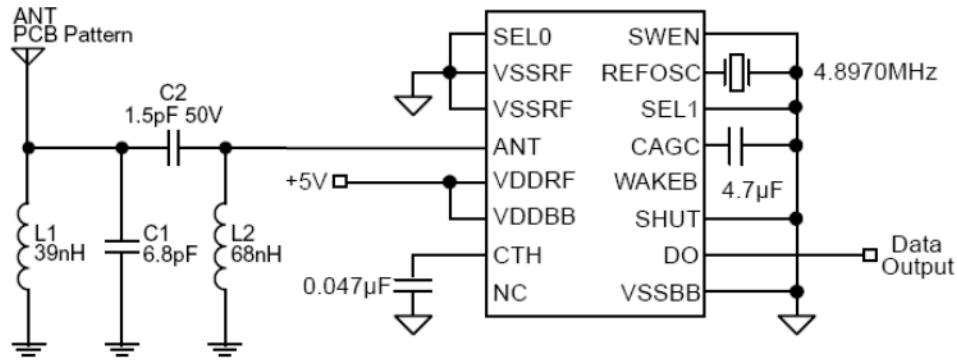 ANT
PCB Pattern
C2
1.5pF 50V
L1
39nH
C1
6.8pF
L2
68nH
+5V
0.047µF
SEL0
VSSRF
VSSRF
ANT
VDDRF
VDDBB
CTH
NC
SWEN
REFOSC
SEL1
CAGC
WAKEB
SHUT
DO
VSSBB
4.8970MHz
4.7µF
Data
Output